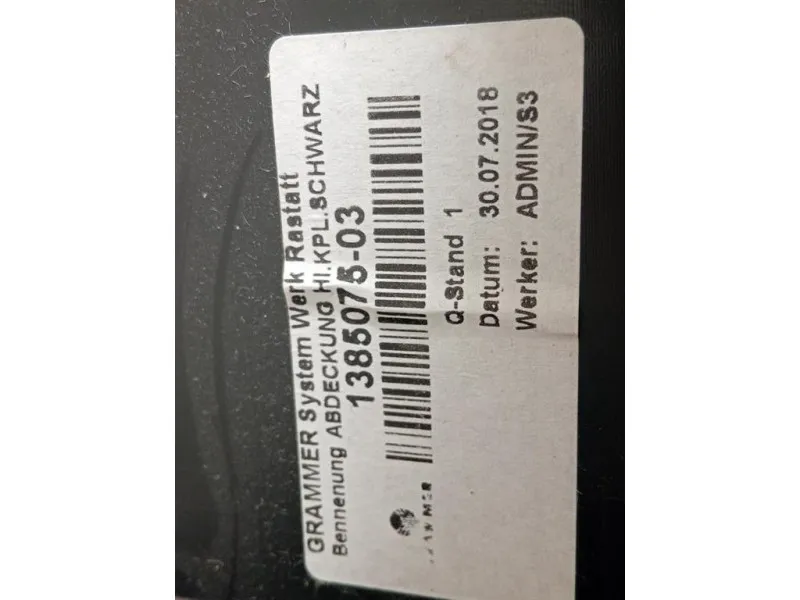 GRAMMER System Werk Rastatt
Bennenung ABDECKUNG HI.KPL.SCHWARZ
1385075-03
Q-Stand 1
Datum: 30.07.2018
Werker: ADMIN/S3